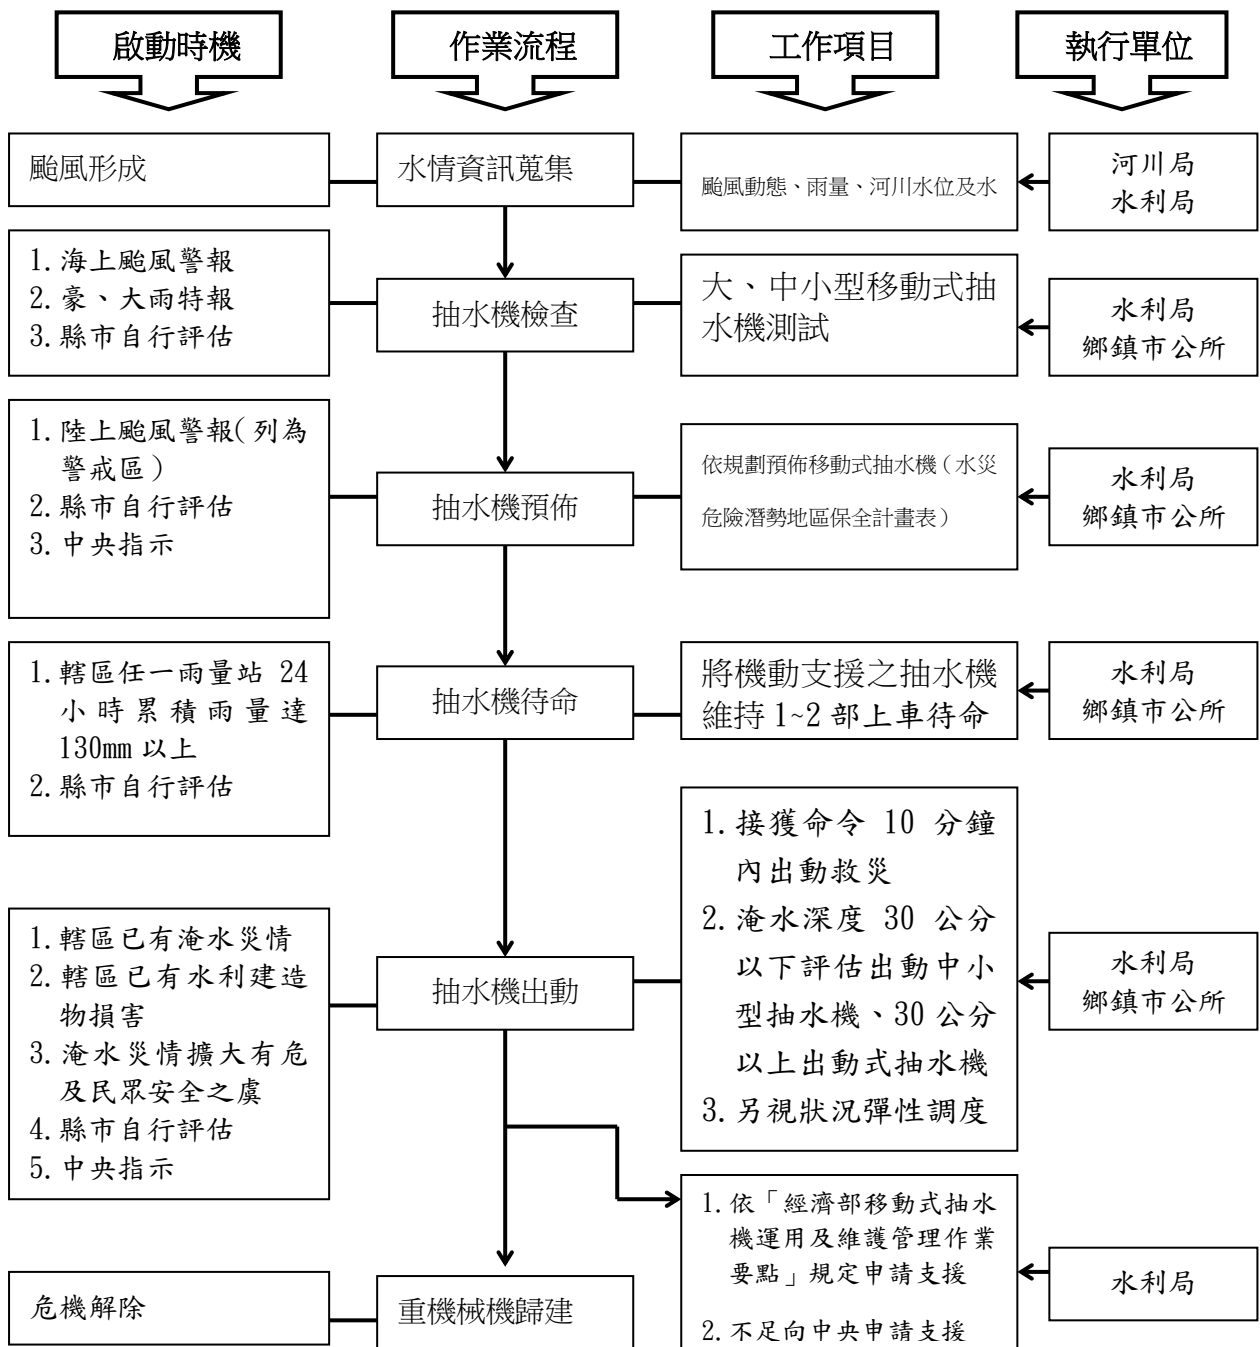 啟動時機
作業流程
工作項目
執行單位
颱風形成
水情資訊蒐集
颱風動態、雨量、河川水位及水
河川局
水利局
1.海上颱風警報
2.豪、大雨特報
3.縣市自行評估
抽水機檢查
大、中小型移動式抽
水機測試
水利局
鄉鎮市公所
1.陸上颱風警報(列為
警戒區)
2.縣市自行評估
3.中央指示
抽水機預佈
依規劃預佈移動式抽水機（水災
危險潛勢地區保全計畫表）
水利局
鄉鎮市公所
1.轄區任一雨量站 24
小時累積雨量達
130mm 以上
2.縣市自行評估
抽水機待命
將機動支援之抽水機
維持 1~2 部上車待命
水利局
鄉鎮市公所
1.轄區已有淹水災情
2.轄區已有水利建造
物損害
3.淹水災情擴大有危
及民眾安全之虞
4.縣市自行評估
5.中央指示
抽水機出動
1.接獲命令 10 分鐘
內出動救災
2.淹水深度 30 公分
以下評估出動中小
型抽水機、30 公分
以上出動式抽水機
3.另視狀況彈性調度
水利局
鄉鎮市公所
1.依「經濟部移動式抽水
機運用及維護管理作業
要點」規定申請支援
2.不足向中央申請支援
水利局
危機解除
重機械機歸建